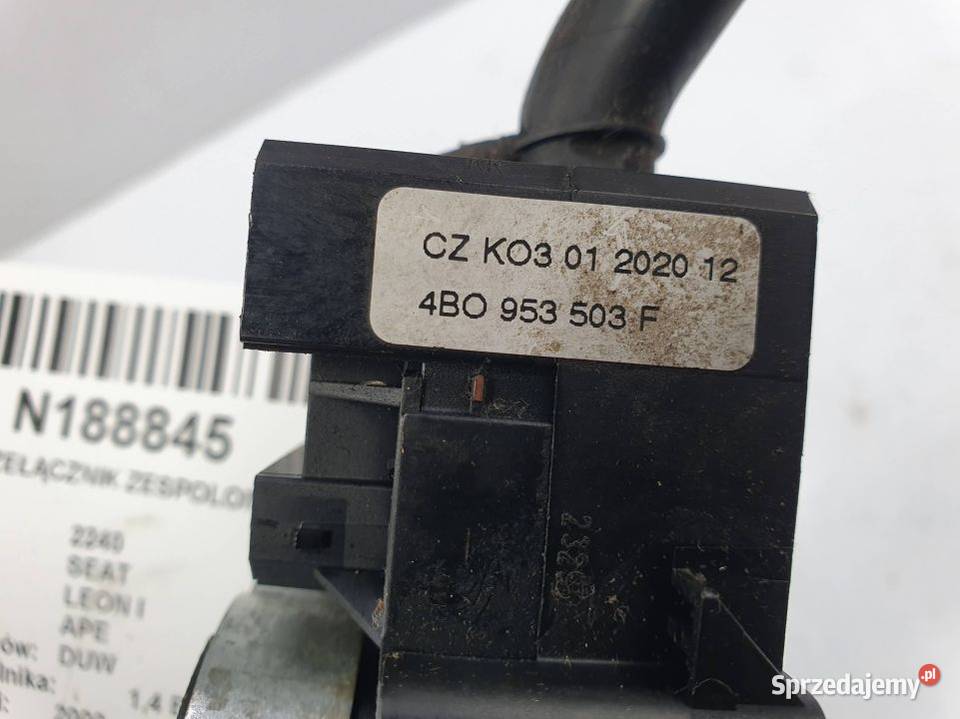 CZ KO3 01 2020 12
4BO 953 503 F
N188845
ZEŁĄCZNIK ZESPOLO
2240
SEAT
LEON I
APE
ów: DUW
lnika:
1,4
232
Sprzedajemy.pl